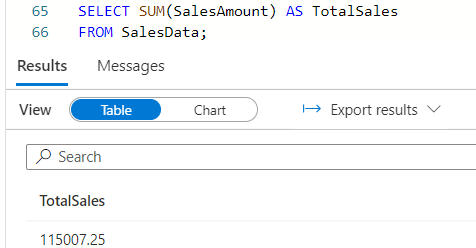 65 SELECT SUM(SalesAmount) AS TotalSales
66 FROM SalesData;
Results Messages
View Table Chart Export results
Search
TotalSales
115007.25